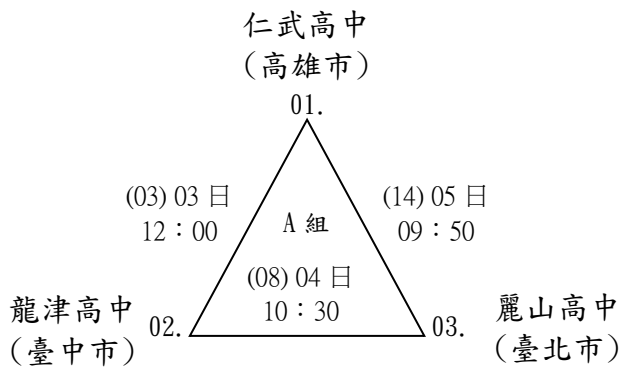 仁武高中
(高雄市)
01.
(03) 03 日
12：00
(14) 05 日
09：50
A 組
(08) 04 日
10：30
龍津高中
(臺中市)
02.
03.
麗山高中
(臺北市)